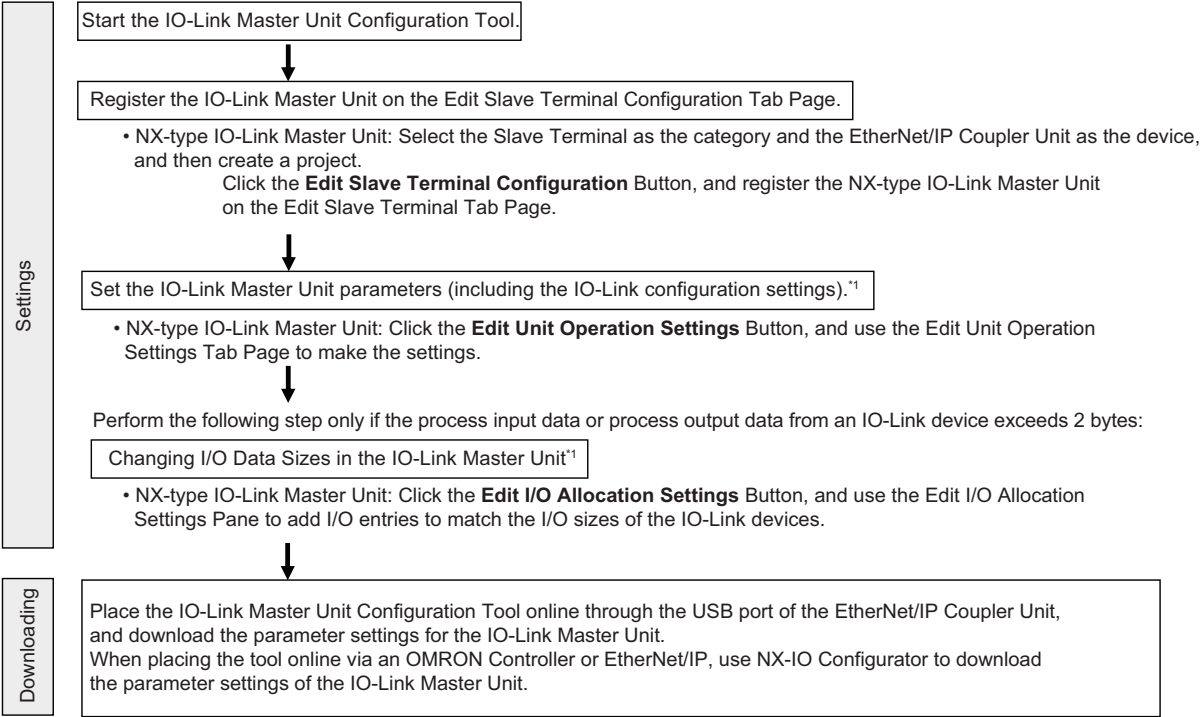 Settings
Start the IO-Link Master Unit Configuration Tool.
Register the IO-Link Master Unit on the Edit Slave Terminal Configuration Tab Page.
• NX-type IO-Link Master Unit: Select the Slave Terminal as the category and the EtherNet/IP Coupler Unit as the device,
and then create a project.
Click the Edit Slave Terminal Configuration Button, and register the NX-type IO-Link Master Unit
on the Edit Slave Terminal Tab Page.
Set the IO-Link Master Unit parameters (including the IO-Link configuration settings).*1
• NX-type IO-Link Master Unit: Click the Edit Unit Operation Settings Button, and use the Edit Unit Operation
Settings Tab Page to make the settings.
Perform the following step only if the process input data or process output data from an IO-Link device exceeds 2 bytes:
Changing I/O Data Sizes in the IO-Link Master Unit*1
• NX-type IO-Link Master Unit: Click the Edit I/O Allocation Settings Button, and use the Edit I/O Allocation
Settings Pane to add I/O entries to match the I/O sizes of the IO-Link devices.
Downloading
Place the IO-Link Master Unit Configuration Tool online through the USB port of the EtherNet/IP Coupler Unit,
and download the parameter settings for the IO-Link Master Unit.
When placing the tool online via an OMRON Controller or EtherNet/IP, use NX-IO Configurator to download
the parameter settings of the IO-Link Master Unit.